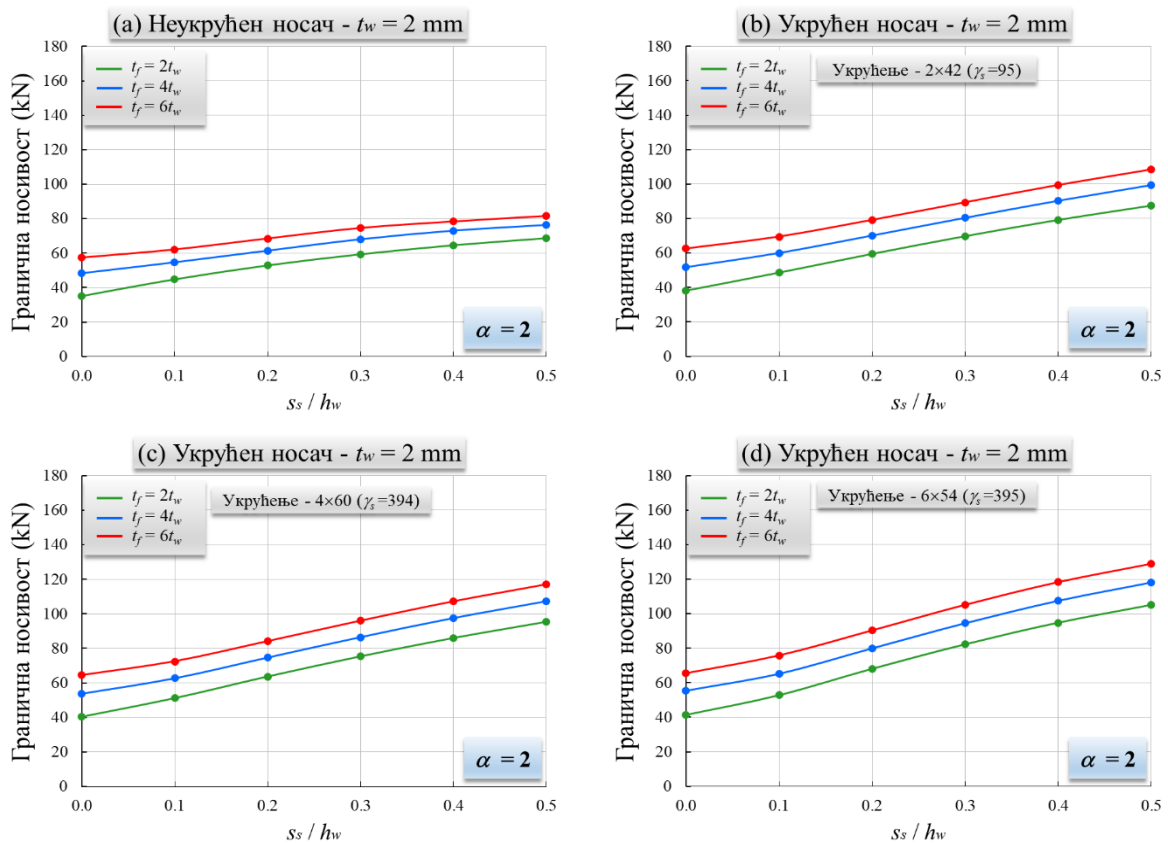 (a) Неукрућен носач - tw = 2 mm
Гранична носивост (kN)
180
160
140
120
100
80
60
40
20
0
tf = 2tw
tf = 4tw
tf = 6tw
α = 2
0.0 0.1 0.2 0.3 0.4 0.5
ss / hw
(b) Укрућен носач - tw = 2 mm
Гранична носивост (kN)
180
160
140
120
100
80
60
40
20
0
tf = 2tw
tf = 4tw
tf = 6tw
Укрућење - 2×42 (γs =95)
α = 2
0.0 0.1 0.2 0.3 0.4 0.5
ss / hw
(c) Укрућен носач - tw = 2 mm
Гранична носивост (kN)
180
160
140
120
100
80
60
40
20
0
tf = 2tw
tf = 4tw
tf = 6tw
Укрућење - 4×60 (γs =394)
α = 2
0.0 0.1 0.2 0.3 0.4 0.5
ss / hw
(d) Укрућен носач - tw = 2 mm
Гранична носивост (kN)
180
160
140
120
100
80
60
40
20
0
tf = 2tw
tf = 4tw
tf = 6tw
Укрућење - 6×54 (γs =395)
α = 2
0.0 0.1 0.2 0.3 0.4 0.5
ss / hw